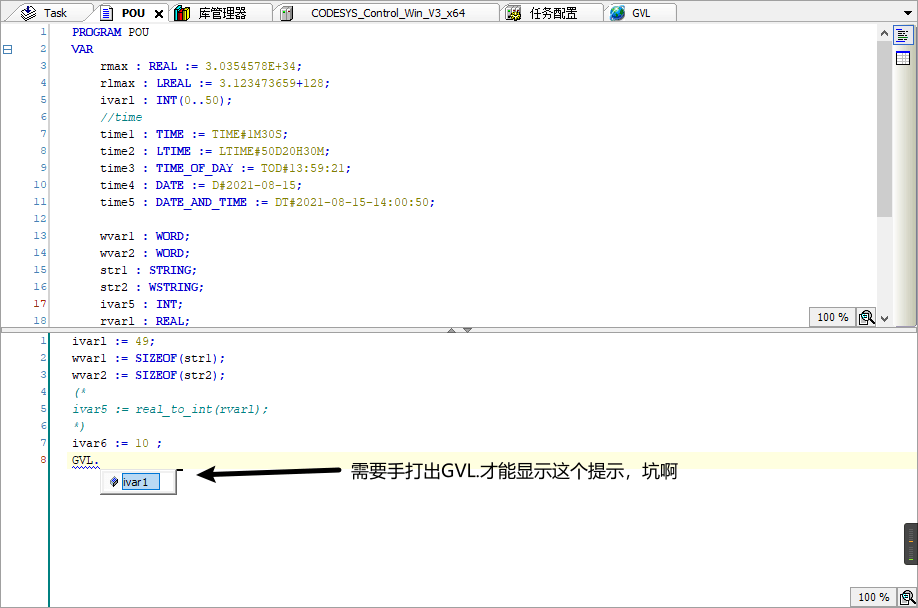 Task POU 库管理器 CODESYS_Control_Win_V3_x64 任务配置 GVL
1 PROGRAM POU
2 VAR
3 rmax : REAL := 3.0354578E+34;
4 rlmax : LREAL := 3.123473659+128;
5 ivar1 : INT(0..50);
6 //time
7 time1 : TIME := TIME#1M30S;
8 time2 : LTIME := LTIME#50D20H30M;
9 time3 : TIME_OF_DAY := TOD#13:59:21;
10 time4 : DATE := D#2021-08-15;
11 time5 : DATE_AND_TIME := DT#2021-08-15-14:00:50;
12
13 wvar1 : WORD;
14 wvar2 : WORD;
15 str1 : STRING;
16 str2 : WSTRING;
17 ivar5 : INT;
18 rvar1 : REAL;
100 %
1 ivar1 := 49;
2 wvar1 := SIZEOF(str1);
3 wvar2 := SIZEOF(str2);
4 (*
5 ivar5 := real_to_int(rvar1);
6 *)
7 ivar6 := 10 ;
8 GVL.
ivar1
需要手打出GVL.才能显示这个提示，坑啊
100 %